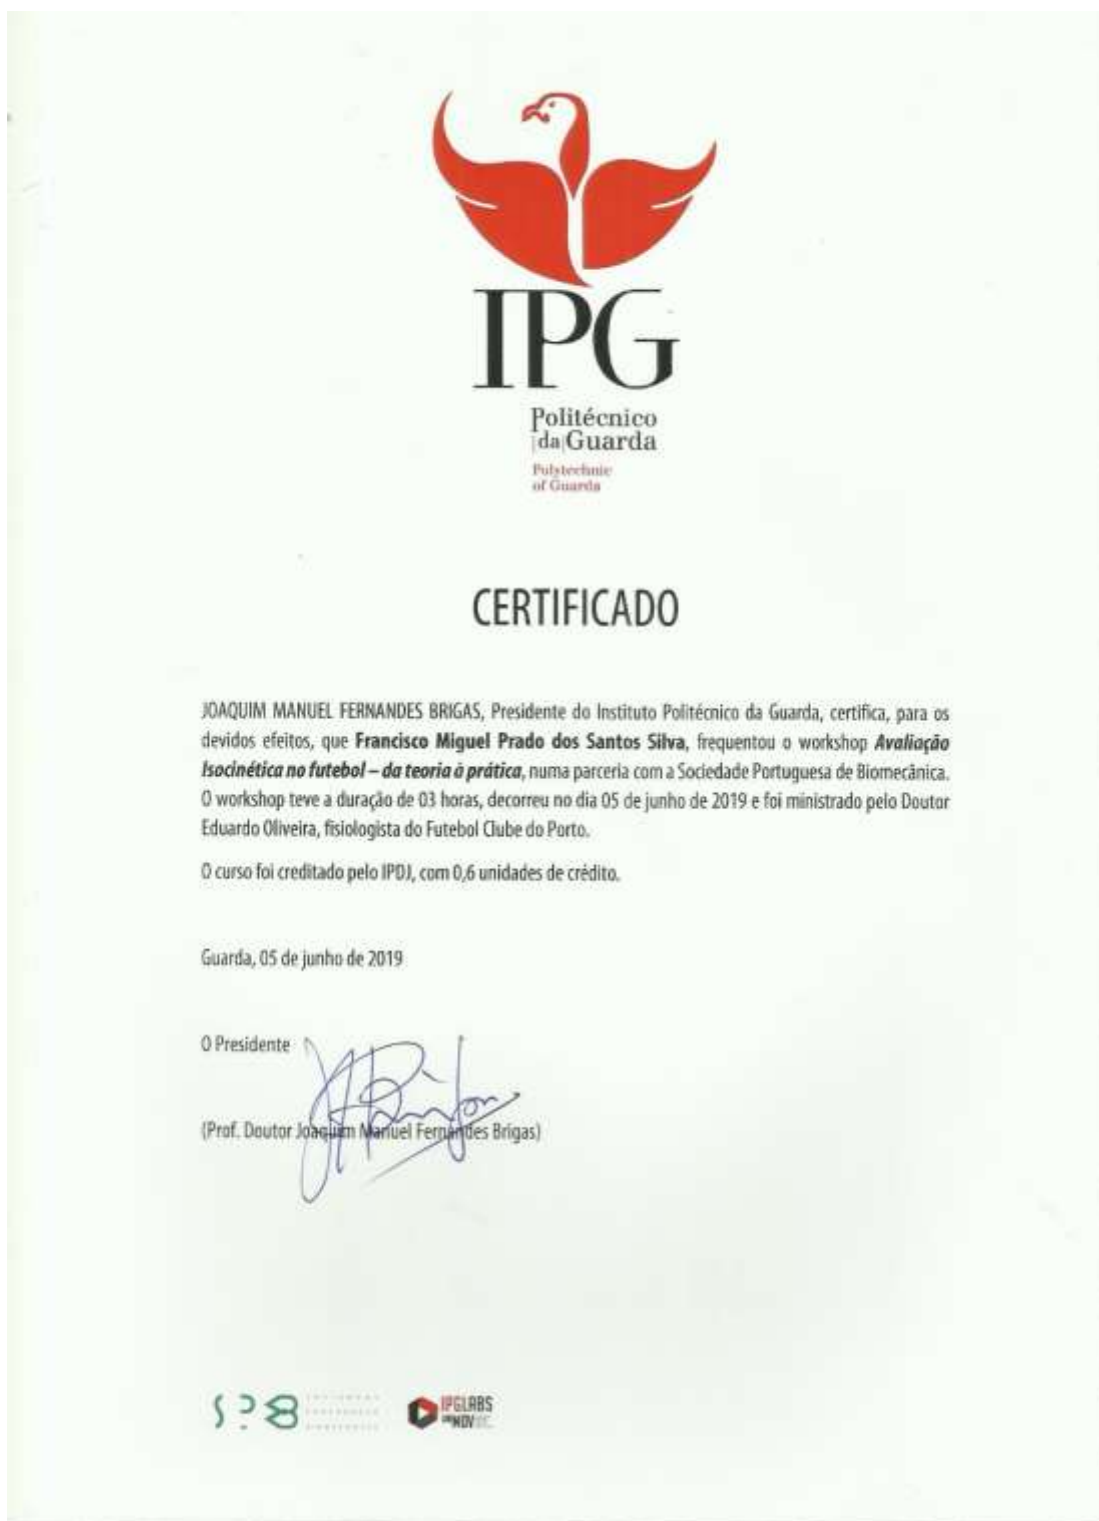 IPG
Politécnico
|da|Guarda
Polytechnic
of Guarda
CERTIFICADO
JOAQUIM MANUEL FERNANDES BRIGAS, Presidente do Instituto Politécnico da Guarda, certifica, para os
devidos efeitos, que Francisco Miguel Prado dos Santos Silva, frequentou o workshop Avaliação
Isocinética no futebol – da teoria à prática, numa parceria com a Sociedade Portuguesa de Biomecânica.
O workshop teve a duração de 03 horas, decorreu no dia 05 de junho de 2019 e foi ministrado pelo Doutor
Eduardo Oliveira, fisiologista do Futebol Clube do Porto.
O curso foi creditado pelo IPDJ, com 0,6 unidades de crédito.
Guarda, 05 de junho de 2019
O Presidente
(Prof. Doutor Joaquim Manuel Fernandes Brigas)
SPB
IPGLABS